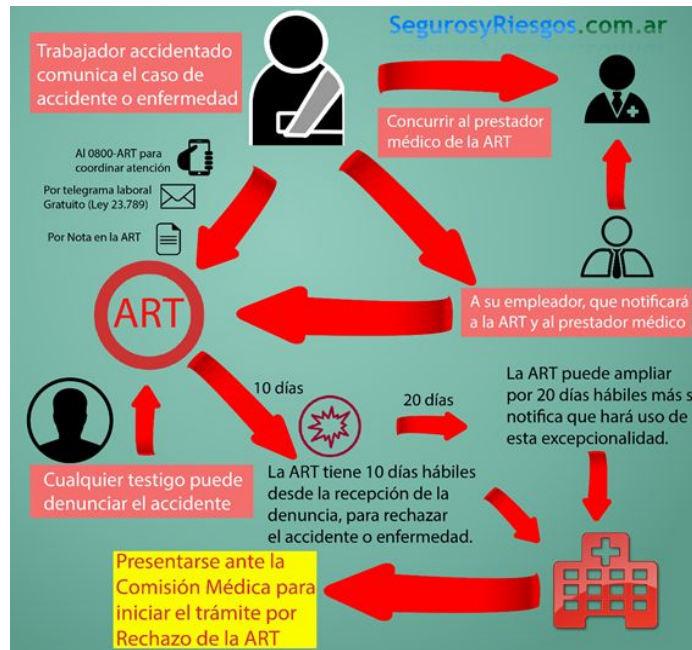 SegurosyRiesgos.com.ar
Trabajador accidentado
comunica el caso de
accidente o enfermedad
Concurrir al prestador
médico de la ART
Al 0800-ART para
coordinar atención
Por telegrama laboral
Gratuito (Ley 23.789)
Por Nota en la ART
ART
A su empleador, que notificará
a la ART y al prestador médico
10 días
20 días
La ART puede ampliar
por 20 días hábiles más s
notifica que hará uso de
esta excepcionalidad.
Cualquier testigo puede
denunciar el accidente
La ART tiene 10 días hábiles
desde la recepción de la
denuncia, para rechazar
el accidente o enfermedad.
Presentarse ante la
Comisión Médica para
iniciar el trámite por
Rechazo de la ART